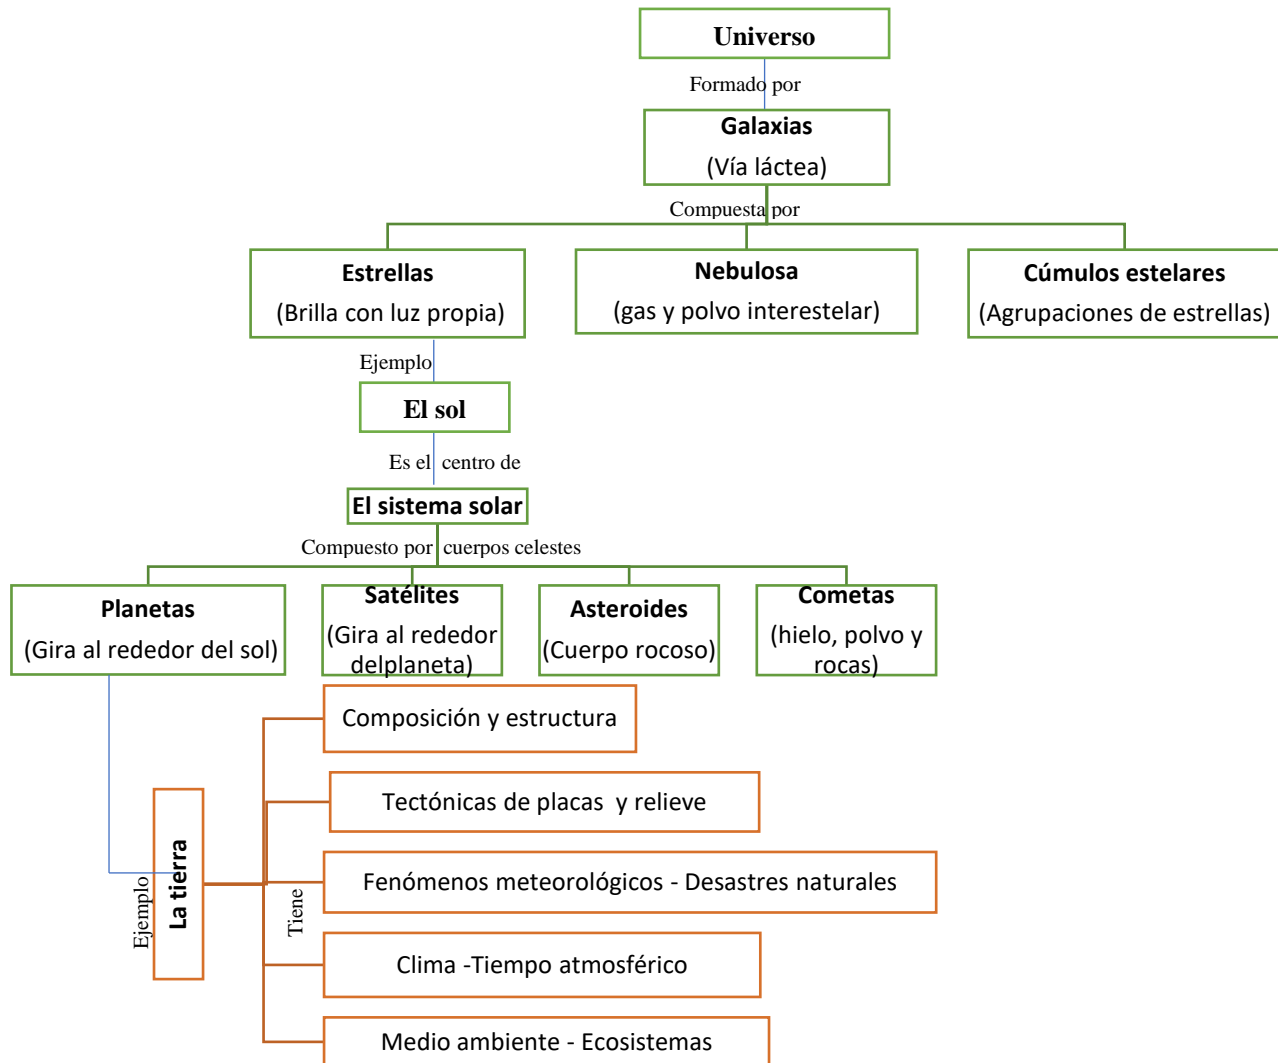 Universo
Formado por
Galaxias
(Vía láctea)
Compuesta por
Estrellas
(Brilla con luz propia)
Nebulosa
(gas y polvo interestelar)
Cúmulos estelares
(Agrupaciones de estrellas)
Ejemplo
El sol
Es el centro de
El sistema solar
Compuesto por cuerpos celestes
Planetas
(Gira al rededor del sol)
Satélites
(Gira al rededor
delplaneta)
Asteroides
(Cuerpo rocoso)
Cometas
(hielo, polvo y
rocas)
Ejemplo
La tierra
Tiene
Composición y estructura
Tectónicas de placas y relieve
Fenómenos meteorológicos - Desastres naturales
Clima -Tiempo atmosférico
Medio ambiente - Ecosistemas